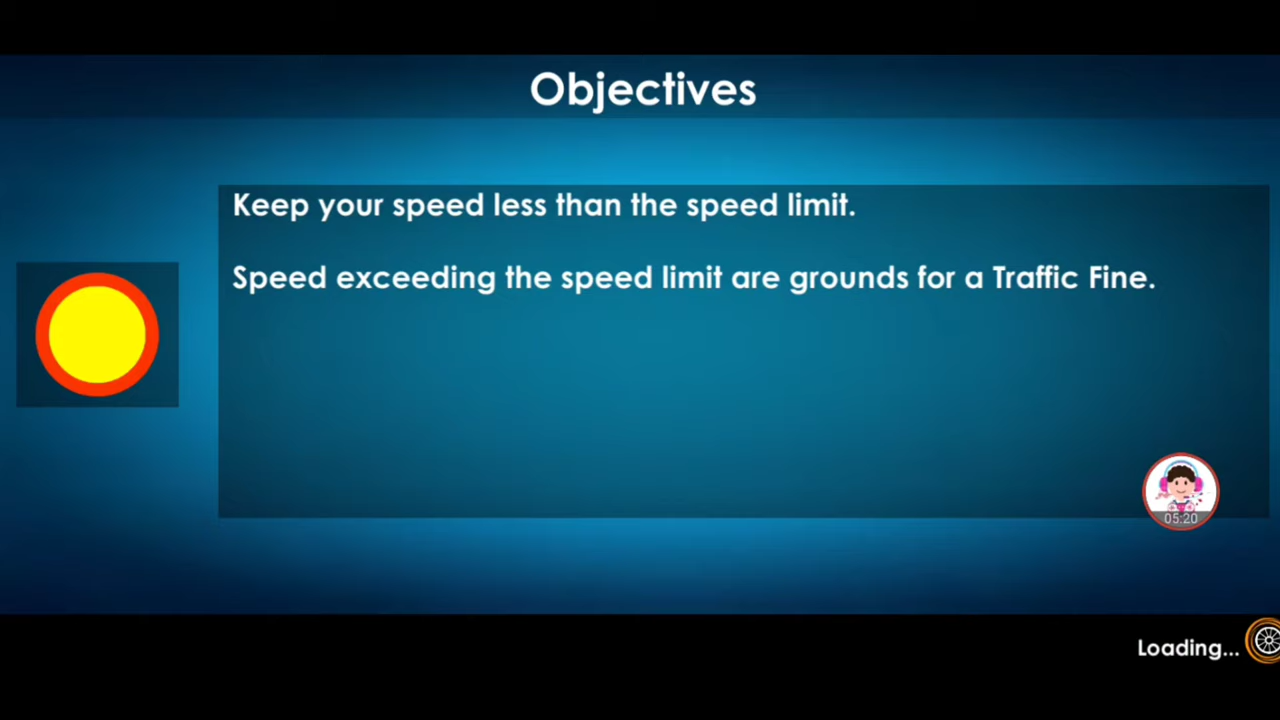 Objectives
Keep your speed less than the speed limit.
Speed exceeding the speed limit are grounds for a Traffic Fine.
05:20
Loading...